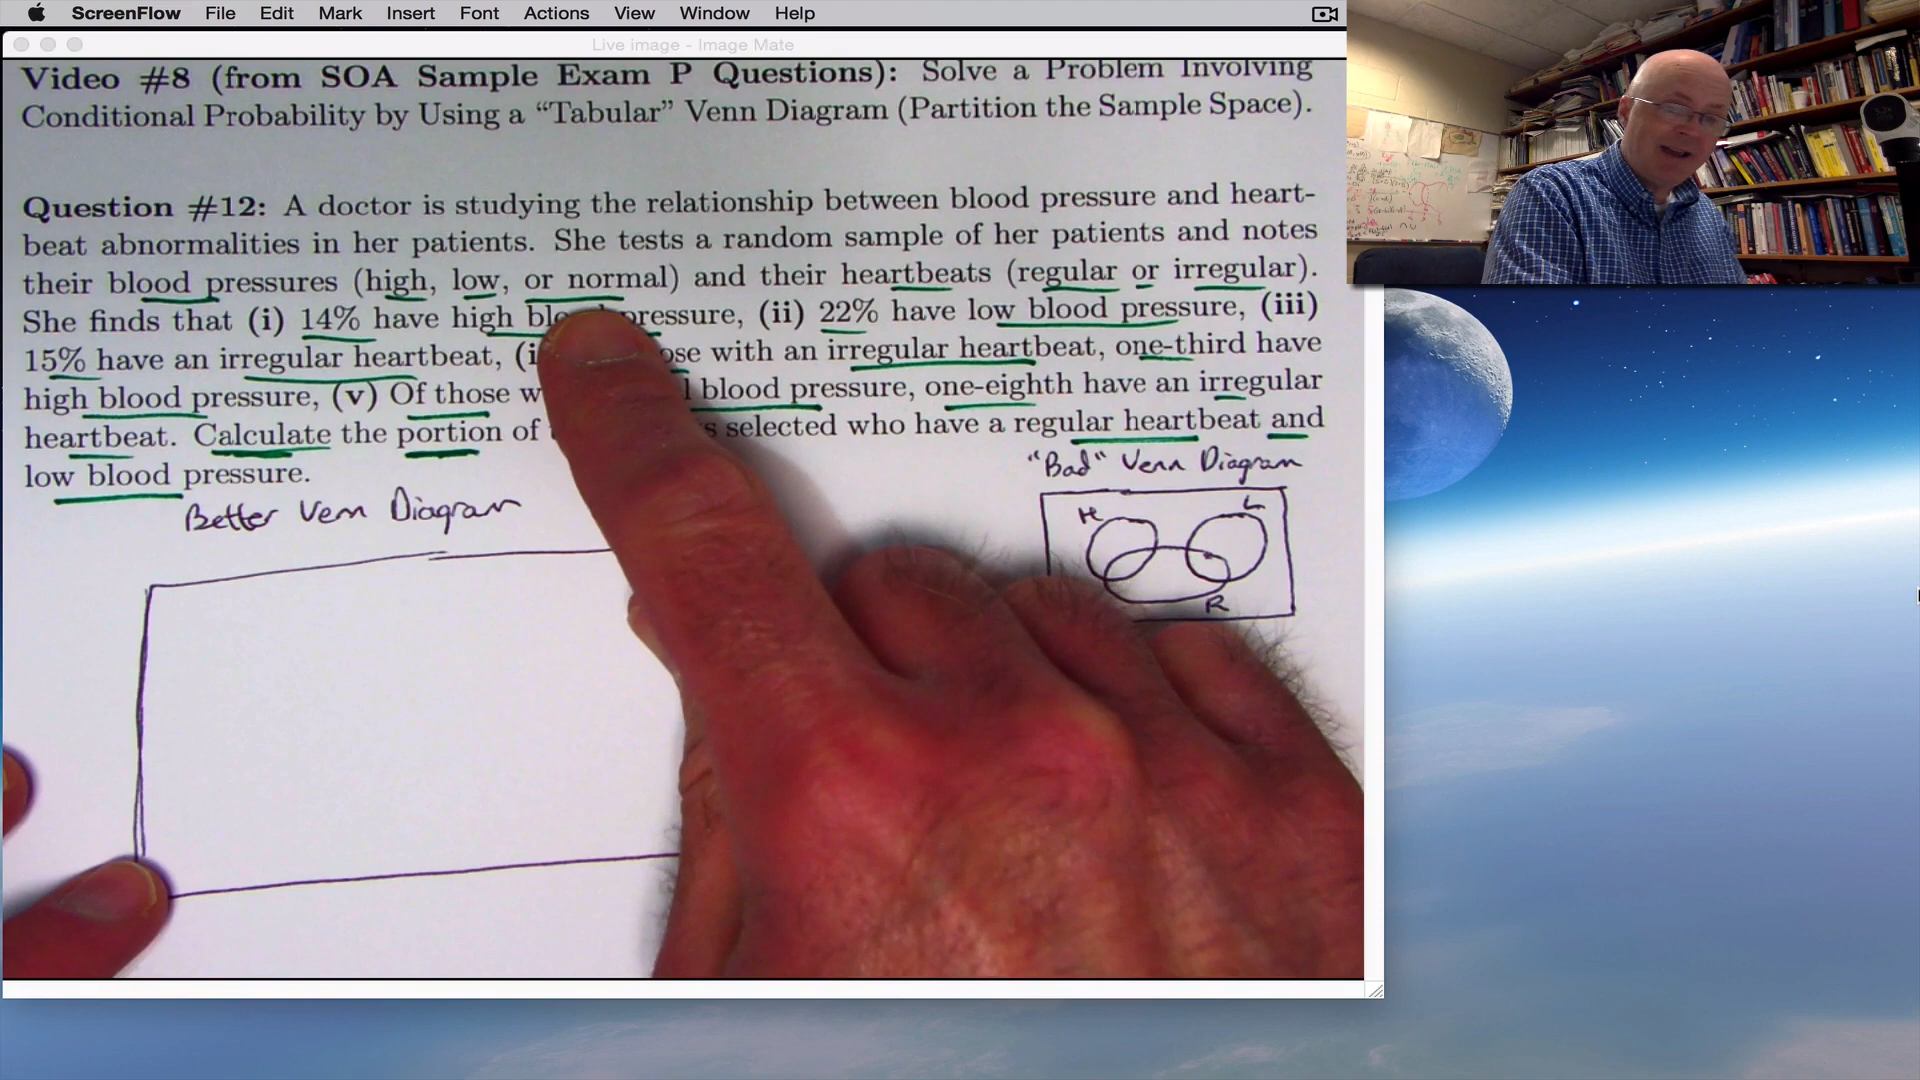 ScreenFlow File Edit Mark Insert Font Actions View Window Help
Live image - Image Mate
Video #8 (from SOA Sample Exam P Questions): Solve a Problem Involving
Conditional Probability by Using a “Tabular” Venn Diagram (Partition the Sample Space).
Question #12: A doctor is studying the relationship between blood pressure and heart-
beat abnormalities in her patients. She tests a random sample of her patients and notes
their blood pressures (high, low, or normal) and their heartbeats (regular or irregular).
She finds that (i) 14% have high pressure, (ii) 22% have low blood pressure, (iii)
15% have an irregular heartbeat, with an irregular heartbeat, one-third have
high blood pressure, (v) Of those blood pressure, one-eighth have an irregular
heartbeat. Calculate the portion of selected who have a regular heartbeat and
low blood pressure.
"Bad" Venn Diagram
Better Venn Diagram
H L
R